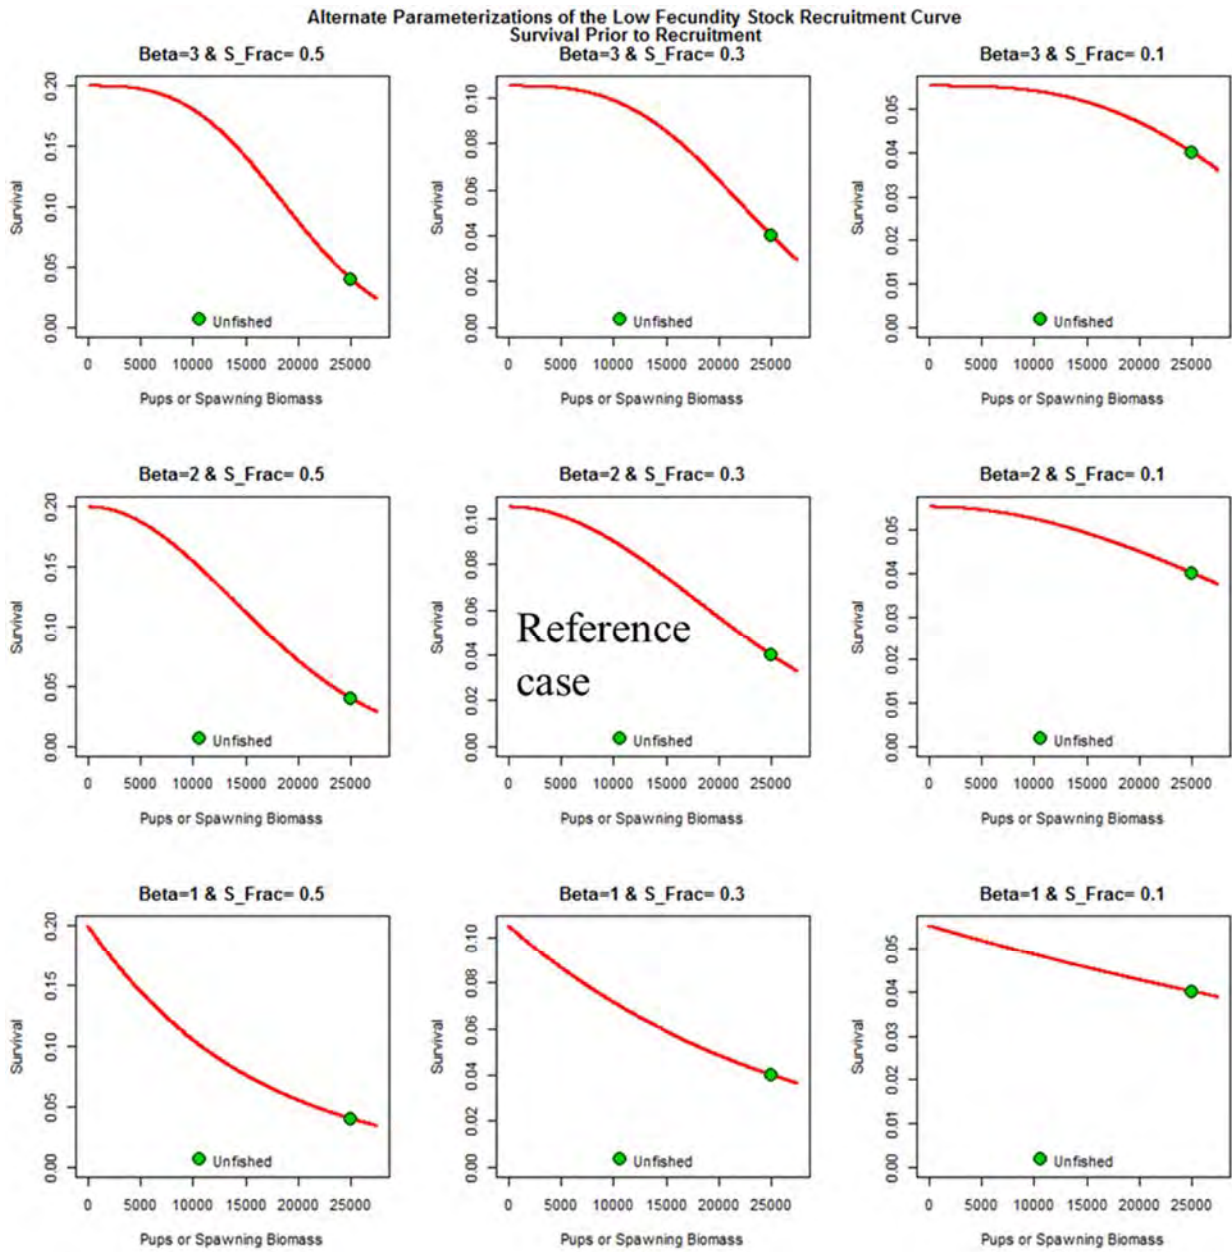 Alternate Parameterizations of the Low Fecundity Stock Recruitment Curve
Survival Prior to Recruitment
Beta=3 & S_Frac= 0.5
Survival
0.20
0.15
0.10
0.05
0.00
Unfished
0 5000 10000 15000 20000 25000
Pups or Spawning Biomass
Beta=3 & S_Frac= 0.3
Survival
0.10
0.08
0.06
0.04
0.02
0.00
Unfished
0 5000 10000 15000 20000 25000
Pups or Spawning Biomass
Beta=3 & S_Frac= 0.1
Survival
0.05
0.04
0.03
0.02
0.01
0.00
Unfished
0 5000 10000 15000 20000 25000
Pups or Spawning Biomass
Beta=2 & S_Frac= 0.5
Survival
0.20
0.15
0.10
0.05
0.00
Unfished
0 5000 10000 15000 20000 25000
Pups or Spawning Biomass
Beta=2 & S_Frac= 0.3
Survival
0.10
0.08
0.06
0.04
0.02
0.00
Reference
case
Unfished
0 5000 10000 15000 20000 25000
Pups or Spawning Biomass
Beta=2 & S_Frac= 0.1
Survival
0.05
0.04
0.03
0.02
0.01
0.00
Unfished
0 5000 10000 15000 20000 25000
Pups or Spawning Biomass
Beta=1 & S_Frac= 0.5
Survival
0.20
0.15
0.10
0.05
0.00
Unfished
0 5000 10000 15000 20000 25000
Pups or Spawning Biomass
Beta=1 & S_Frac= 0.3
Survival
0.10
0.08
0.06
0.04
0.02
0.00
Unfished
0 5000 10000 15000 20000 25000
Pups or Spawning Biomass
Beta=1 & S_Frac= 0.1
Survival
0.05
0.04
0.03
0.02
0.01
0.00
Unfished
0 5000 10000 15000 20000 25000
Pups or Spawning Biomass